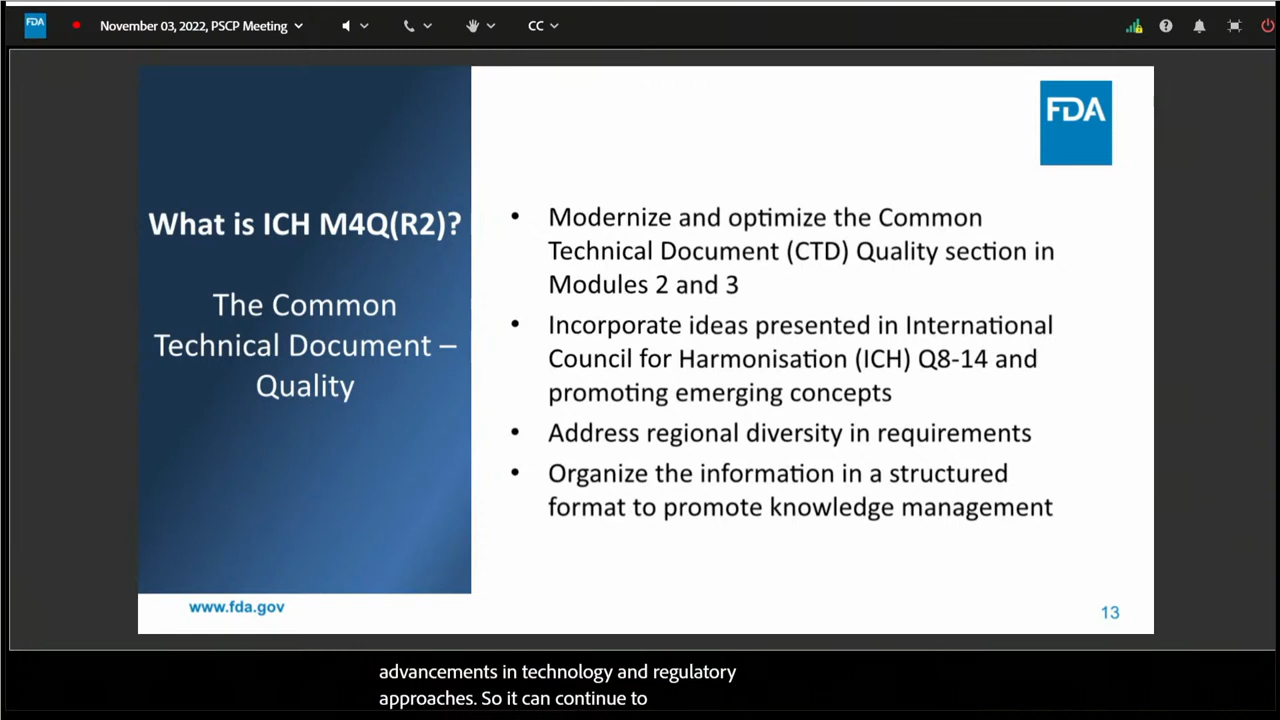 FDA
November 03, 2022, PSCP Meeting
CC
FDA
What is ICH M4Q(R2)?
The Common
Technical Document –
Quality
• Modernize and optimize the Common
Technical Document (CTD) Quality section in
Modules 2 and 3
• Incorporate ideas presented in International
Council for Harmonisation (ICH) Q8-14 and
promoting emerging concepts
• Address regional diversity in requirements
• Organize the information in a structured
format to promote knowledge management
www.fda.gov
13
advancements in technology and regulatory
approaches. So it can continue to